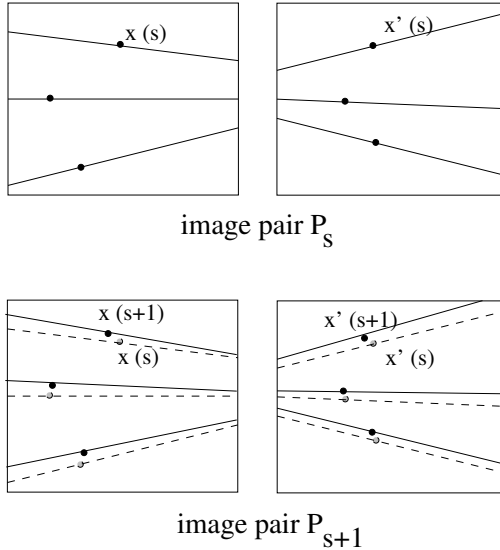 x (s)
x’ (s)
image pair P_s
x (s+1)
x (s)
x’ (s+1)
x’ (s)
image pair P_s+1